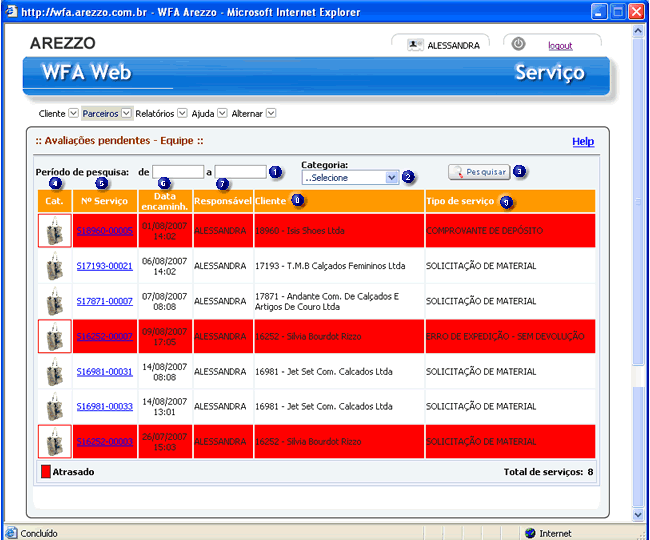 http://wfa.arezzo.com.br - WFA Arezzo - Microsoft Internet Explorer
AREZZO
ALESSANDRA
logout
WFA Web
Serviço
Cliente Parceiros Relatórios Ajuda Alternar
:: Avaliações pendentes - Equipe ::
Help
Período de pesquisa: de a 1
Categoria:
..Selecione 2
Pesquisar 3
4 5 6 7 8 9
Cat. Nº Serviço Data encaminh. Responsável Cliente Tipo de serviço
S18960-00005 01/08/2007 14:02 ALESSANDRA 18960 - Isis Shoes Ltda COMPROVANTE DE DEPÓSITO
S17193-00021 06/08/2007 14:02 ALESSANDRA 17193 - T.M.B Calçados Femininos Ltda SOLICITAÇÃO DE MATERIAL
S17871-00007 07/08/2007 08:08 ALESSANDRA 17871 - Andante Com. De Calçados E Artigos De Couro Ltda SOLICITAÇÃO DE MATERIAL
S16252-00007 09/08/2007 17:05 ALESSANDRA 16252 - Silvia Bourdot Rizzo ERRO DE EXPEDIÇÃO - SEM DEVOLUÇÃO
S16981-00031 14/08/2007 08:08 ALESSANDRA 16981 - Jet Set Com. Calcados Ltda SOLICITAÇÃO DE MATERIAL
S16981-00033 14/08/2007 13:01 ALESSANDRA 16981 - Jet Set Com. Calcados Ltda SOLICITAÇÃO DE MATERIAL
S16252-00003 26/07/2007 15:03 ALESSANDRA 16252 - Silvia Bourdot Rizzo SOLICITAÇÃO DE MATERIAL
Atrasado
Total de serviços: 8
Concluído
Internet